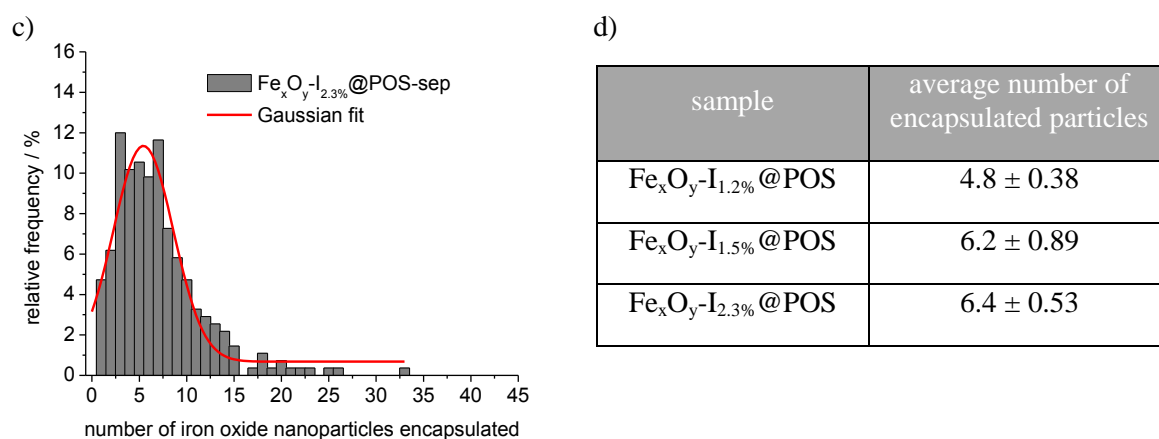 c)
16
14
12
10
8
6
4
2
0
relative frequency / %
FexOy-I2.3%@POS-sep
Gaussian fit
0 5 10 15 20 25 30 35 40 45
number of iron oxide nanoparticles encapsulated
d)
sample
average number of
encapsulated particles
FexOy-I1.2%@POS
4.8 ± 0.38
FexOy-I1.5%@POS
6.2 ± 0.89
FexOy-I2.3%@POS
6.4 ± 0.53